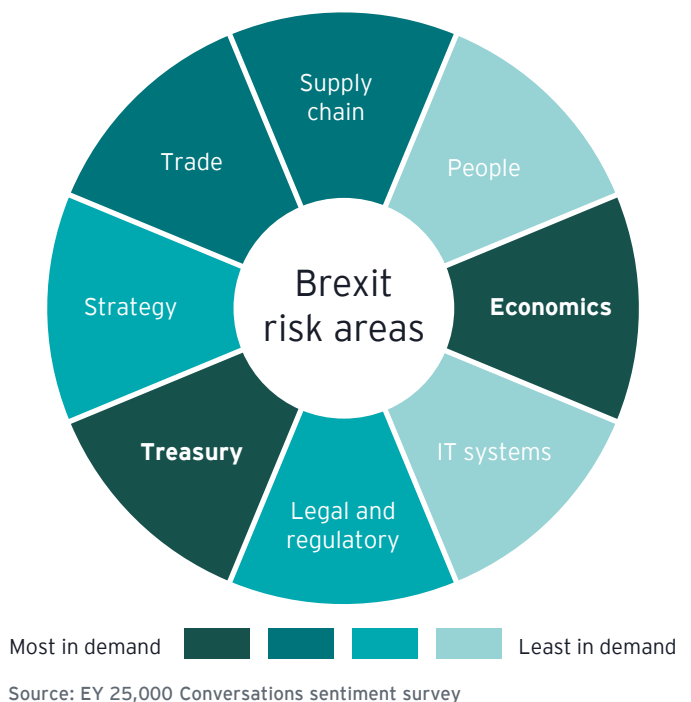 Supply
chain
People
Economics
IT systems
Legal and
regulatory
Treasury
Strategy
Trade
Brexit
risk areas
Most in demand
Least in demand
Source: EY 25,000 Conversations sentiment survey